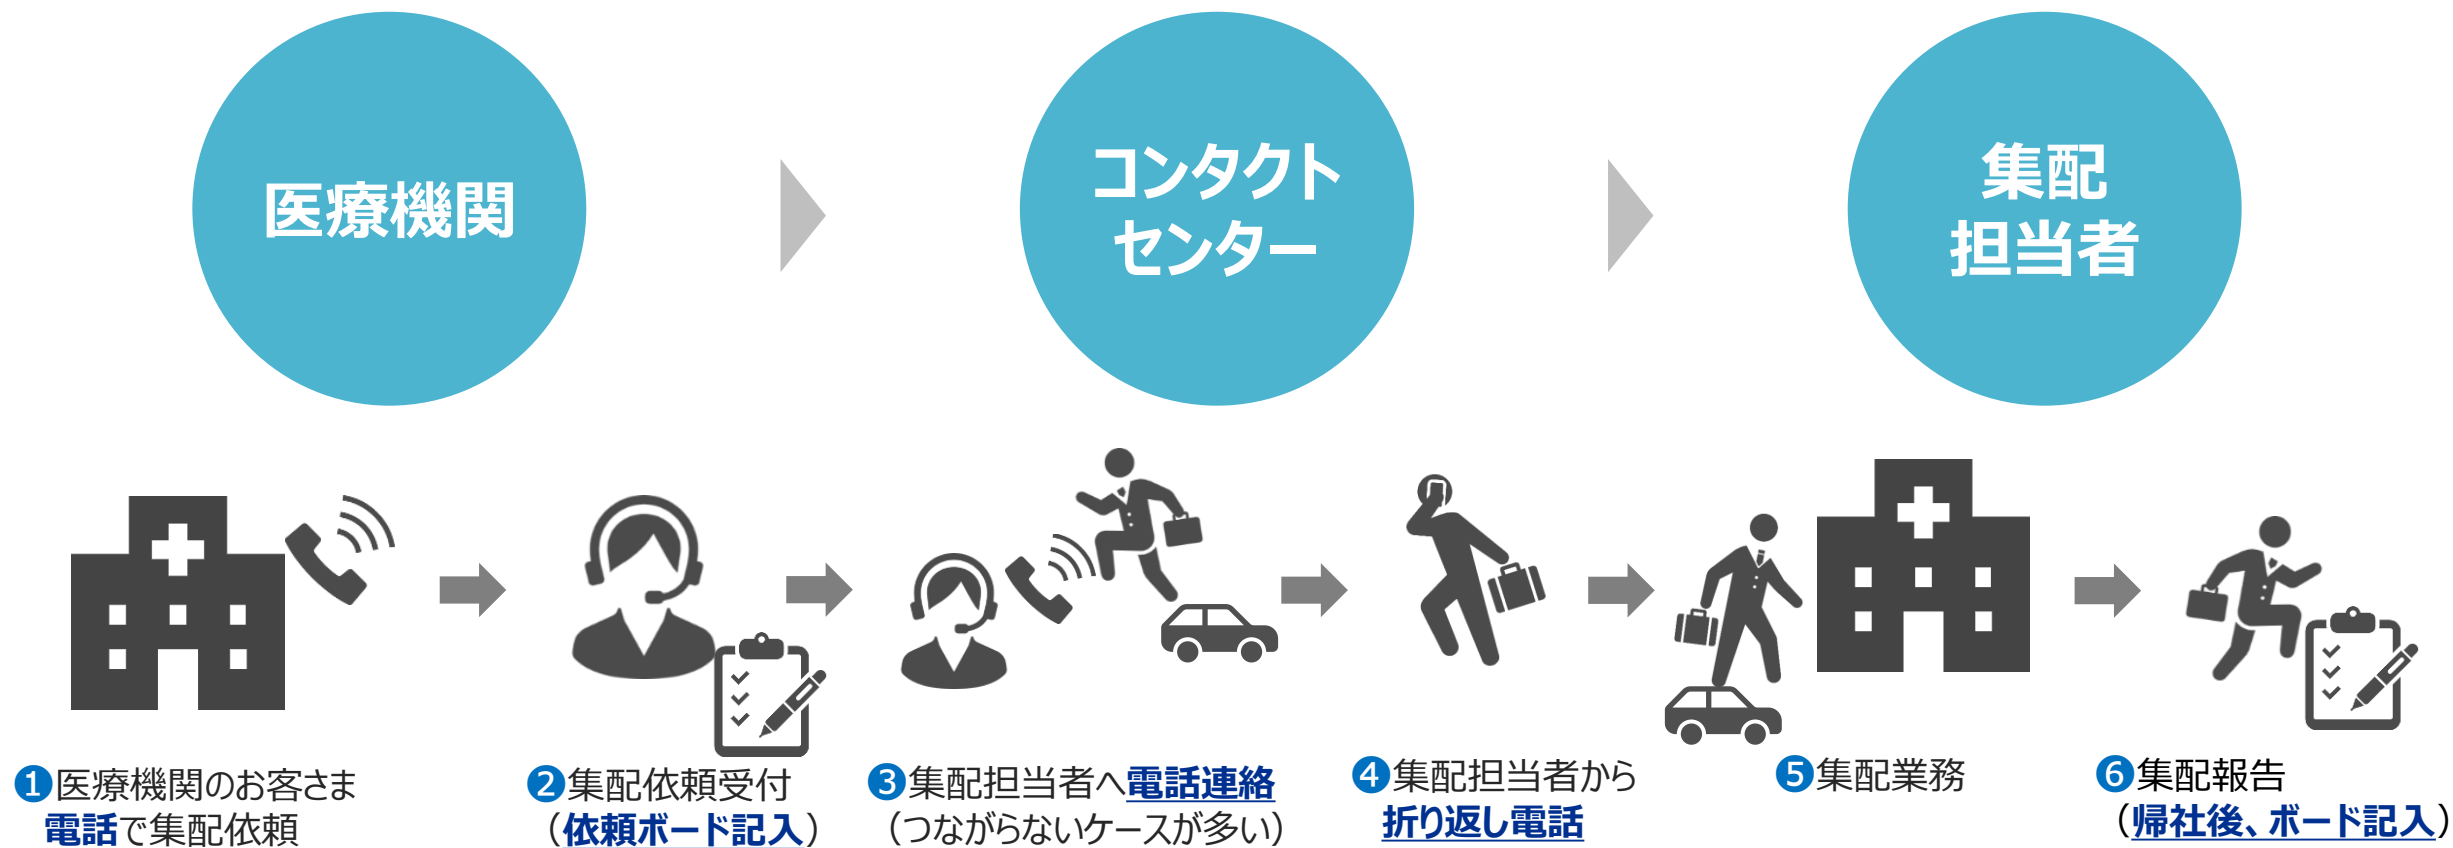 医療機関
コンタクト
センター
集配
担当者
❶医療機関のお客さま
電話で集配依頼
❷集配依頼受付
（依頼ボード記入）
❸集配担当者へ電話連絡
（つながらないケースが多い）
❹集配担当者から
折り返し電話
❺集配業務
❻集配報告
（帰社後、ボード記入）